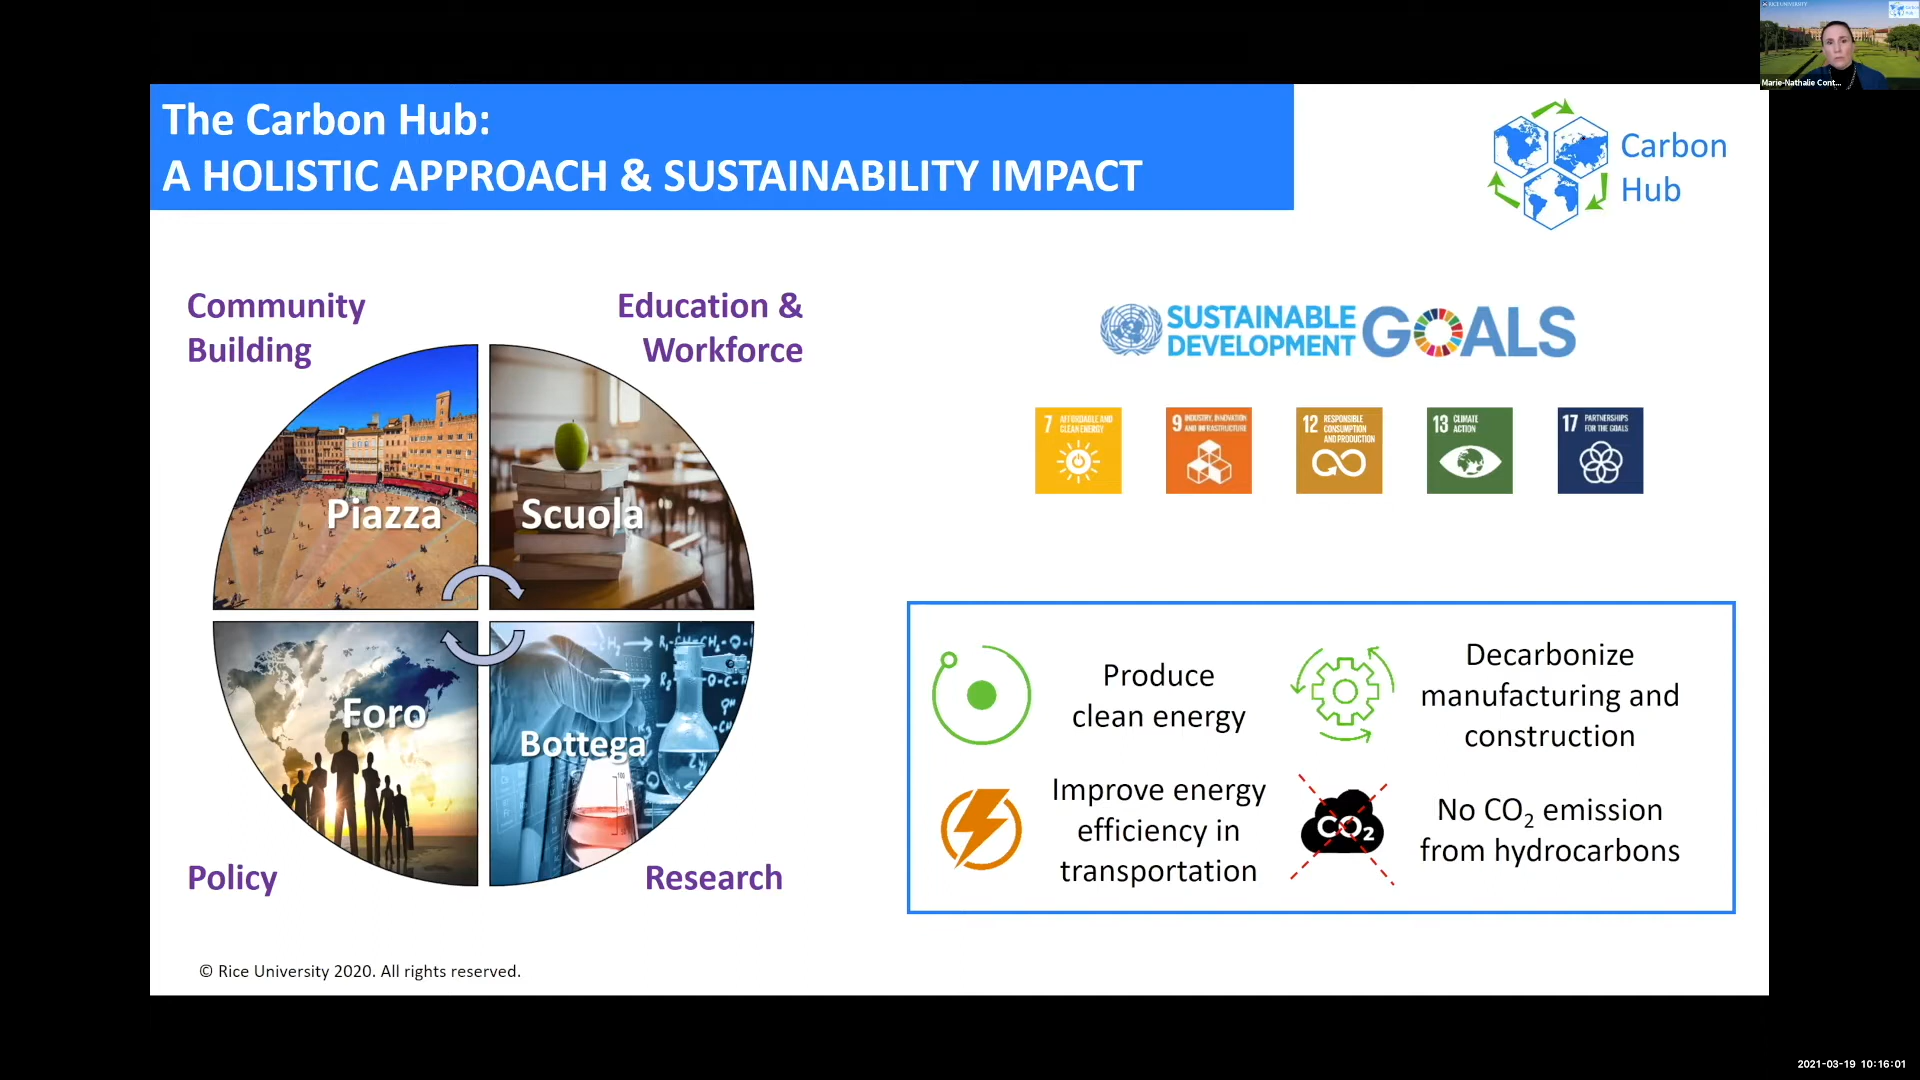 The Carbon Hub:
A HOLISTIC APPROACH & SUSTAINABILITY IMPACT
Carbon
Hub
RICE UNIVERSITY
Marie-Nathalie Cont...
Community
Building
Education &
Workforce
Piazza
Scuola
Foro
Bottega
Policy
Research
SUSTAINABLE
DEVELOPMENT
GOALS
7 AFFORDABLE AND
CLEAN ENERGY
9 INDUSTRY, INNOVATION
AND INFRASTRUCTURE
12 RESPONSIBLE
CONSUMPTION
AND PRODUCTION
13 CLIMATE
ACTION
17 PARTNERSHIPS
FOR THE GOALS
Produce
clean energy
Decarbonize
manufacturing and
construction
Improve energy
efficiency in
transportation
CO₂
No CO₂ emission
from hydrocarbons
© Rice University 2020. All rights reserved.
2021-03-19 10:16:01